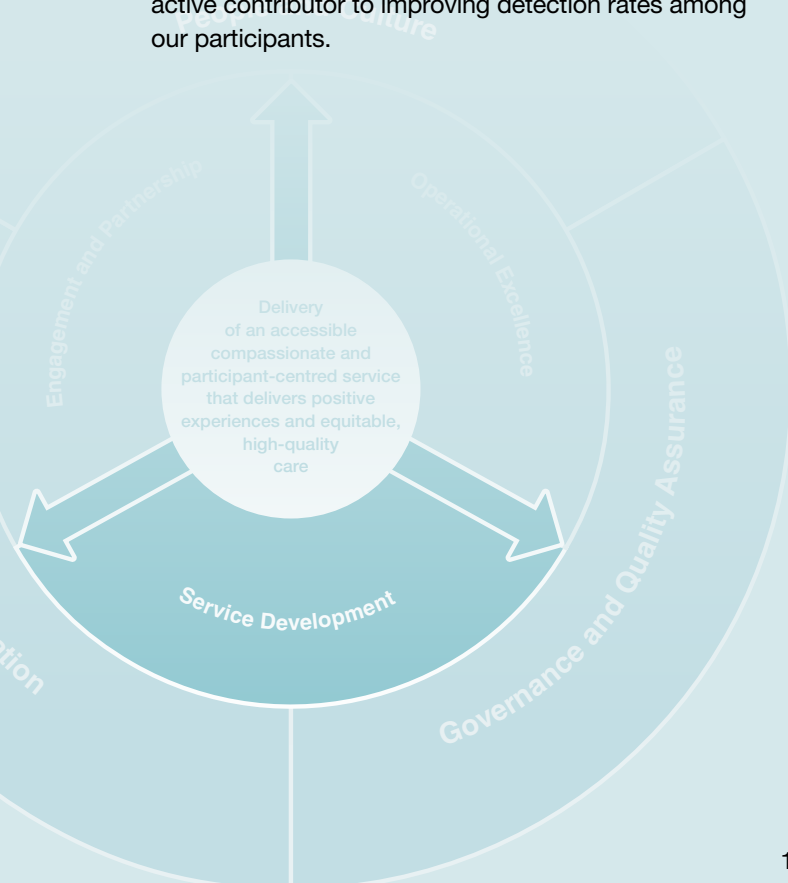 active contributor to improving detection rates among
our participants.
Culture
Engagement and Partnership
Operational Excellence
Delivery
of an accessible
compassionate and
participant-centred service
that delivers positive
experiences and equitable,
high-quality
care
Service Development
Governance and Quality Assurance
1